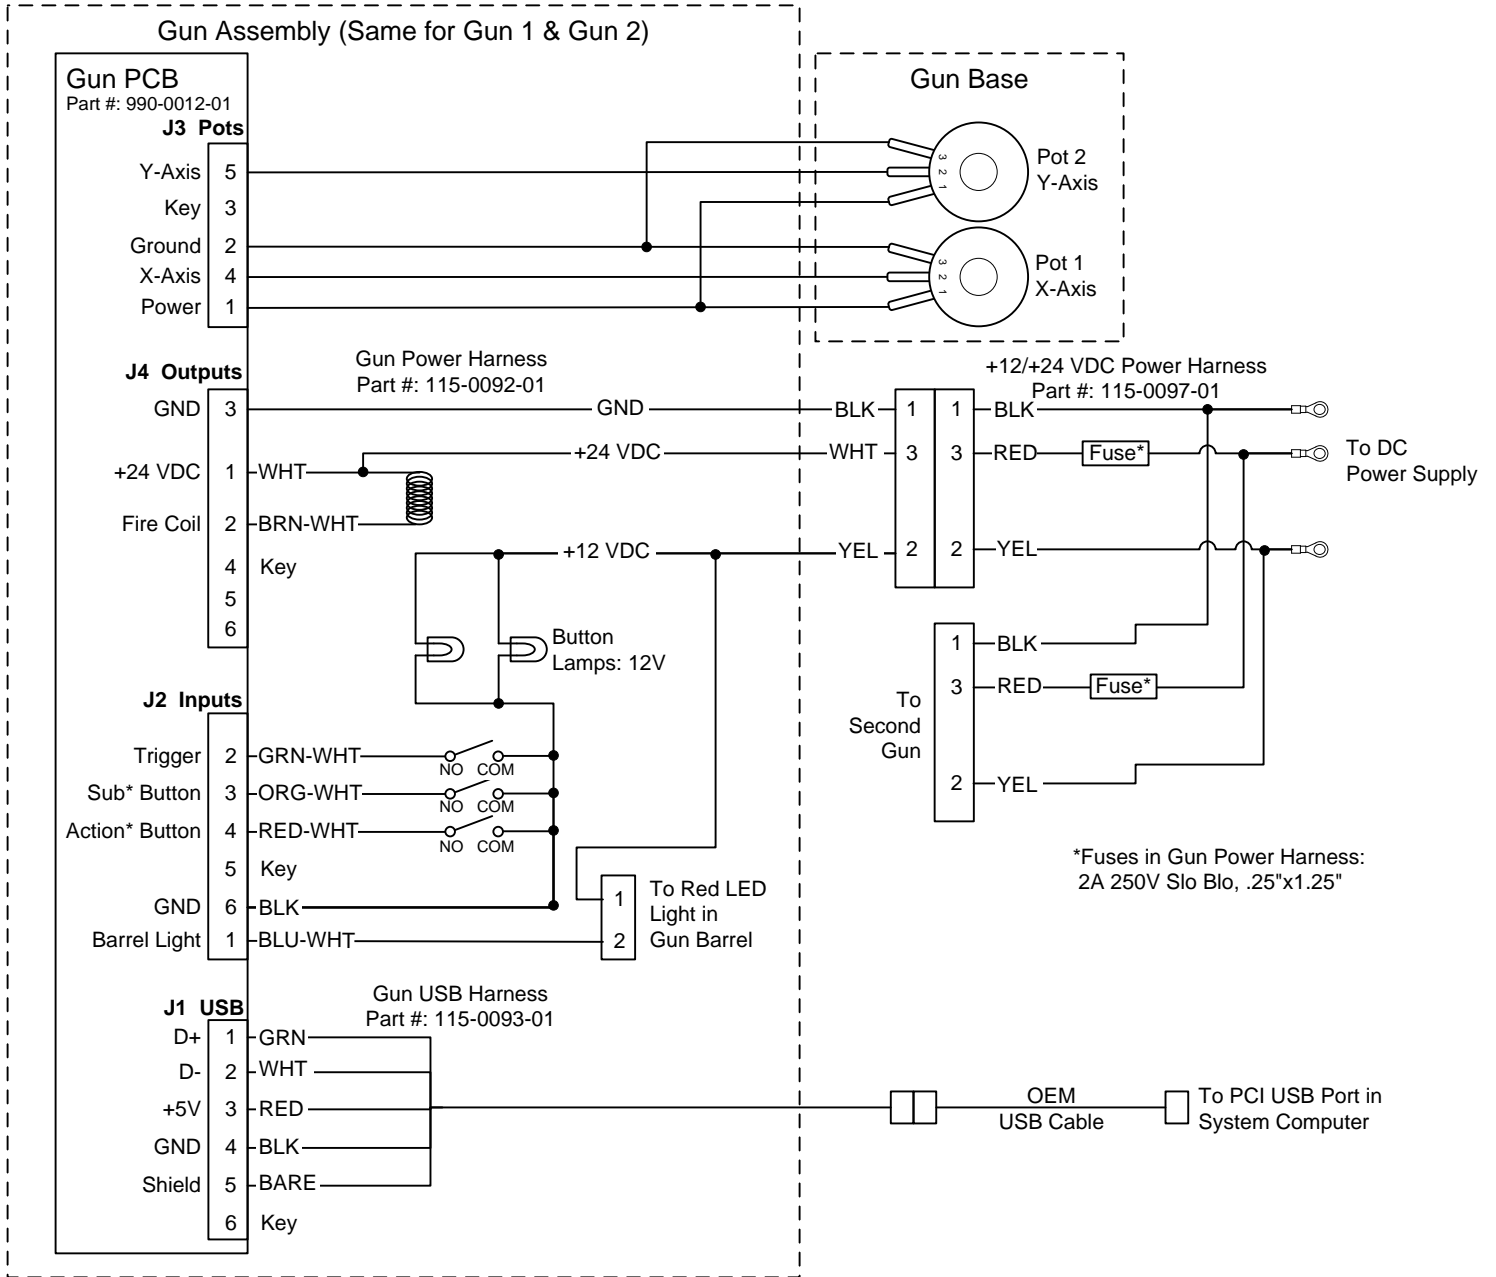 Gun Assembly (Same for Gun 1 & Gun 2)
Gun PCB
Part #: 990-0012-01
J3 Pots
Y-Axis 5
Key 3
Ground 2
X-Axis 4
Power 1
Gun Base
3
2
1
Pot 2
Y-Axis
3
2
1
Pot 1
X-Axis
J4 Outputs
Gun Power Harness
Part #: 115-0092-01
+12/+24 VDC Power Harness
Part #: 115-0097-01
GND 3 GND BLK 1 1 BLK
+24 VDC WHT 3 3 RED Fuse*
To DC
Power Supply
+24 VDC 1 WHT
Fire Coil 2 BRN-WHT
+12 VDC YEL 2 2 YEL
4 Key
5
6
Button
Lamps: 12V
1 BLK
3 RED Fuse*
2 YEL
To
Second
Gun
J2 Inputs
Trigger 2 GRN-WHT NO COM
Sub* Button 3 ORG-WHT NO COM
Action* Button 4 RED-WHT NO COM
5 Key
GND 6 BLK
Barrel Light 1 BLU-WHT
1
2
To Red LED
Light in
Gun Barrel
*Fuses in Gun Power Harness:
2A 250V Slo Blo, .25"x1.25"
J1 USB
Gun USB Harness
Part #: 115-0093-01
D+ 1 GRN
D- 2 WHT
+5V 3 RED
GND 4 BLK
Shield 5 BARE
6 Key
OEM
USB Cable
To PCI USB Port in
System Computer